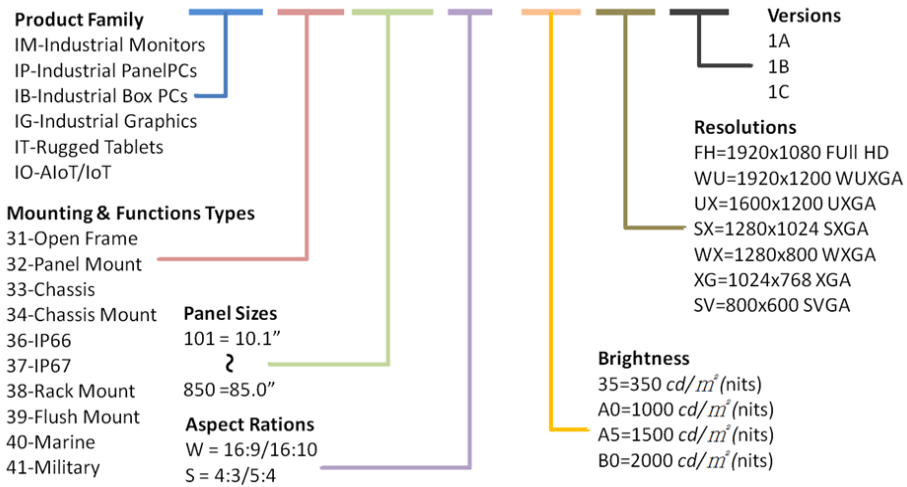 Product Family
IM-Industrial Monitors
IP-Industrial PanelPCs
IB-Industrial Box PCs
IG-Industrial Graphics
IT-Rugged Tablets
IO-AIoT/IoT
Mounting & Functions Types
31-Open Frame
32-Panel Mount
33-Chassis
34-Chassis Mount
36-IP66
37-IP67
38-Rack Mount
39-Flush Mount
40-Marine
41-Military
Panel Sizes
101 = 10.1”
~
850 =85.0”
Aspect Rations
W = 16:9/16:10
S = 4:3/5:4
Versions
1A
1B
1C
Resolutions
FH=1920x1080 FUll HD
WU=1920x1200 WUXGA
UX=1600x1200 UXGA
SX=1280x1024 SXGA
WX=1280x800 WXGA
XG=1024x768 XGA
SV=800x600 SVGA
Brightness
35=350 cd/m² (nits)
A0=1000 cd/m² (nits)
A5=1500 cd/m² (nits)
B0=2000 cd/m² (nits)